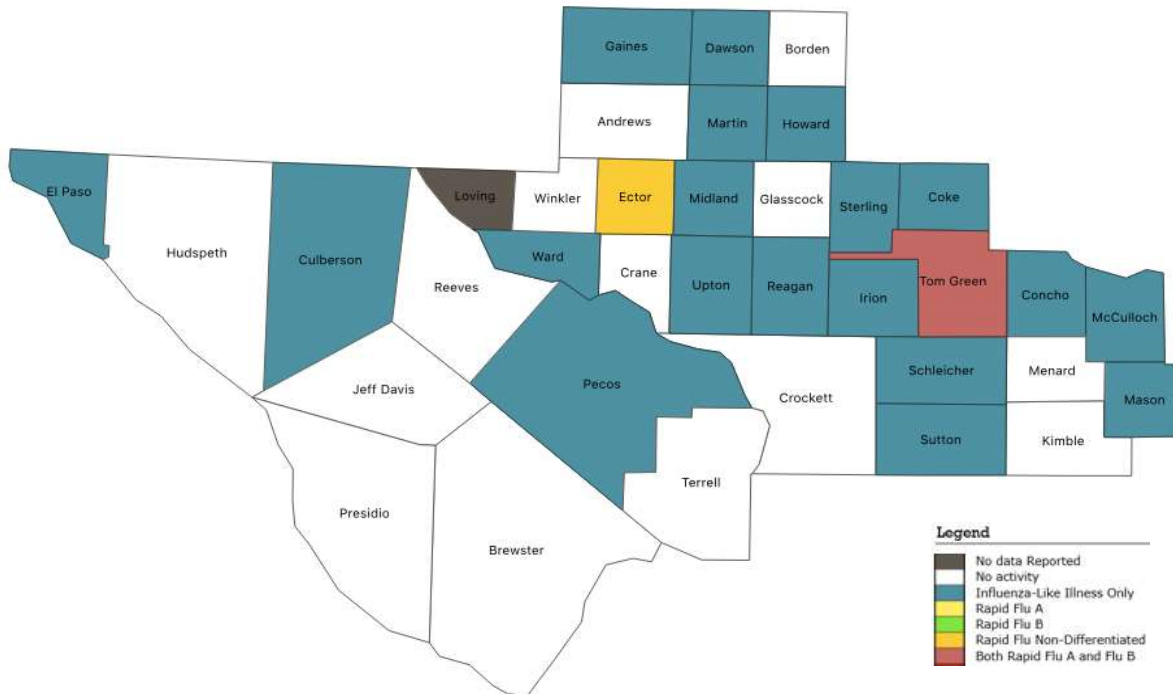 Gaines
Dawson
Borden
Andrews
Martin
Howard
El Paso
Hudspeth
Culberson
Loving
Winkler
Ector
Midland
Glasscock
Sterling
Coke
Reeves
Ward
Crane
Upton
Reagan
Irion
Tom Green
Concho
McCulloch
Jeff Davis
Pecos
Crockett
Schleicher
Menard
Mason
Sutton
Kimble
Presidio
Brewster
Terrell
Legend
No data Reported
No activity
Influenza-Like Illness Only
Rapid Flu A
Rapid Flu B
Rapid Flu Non-Differentiated
Both Rapid Flu A and Flu B